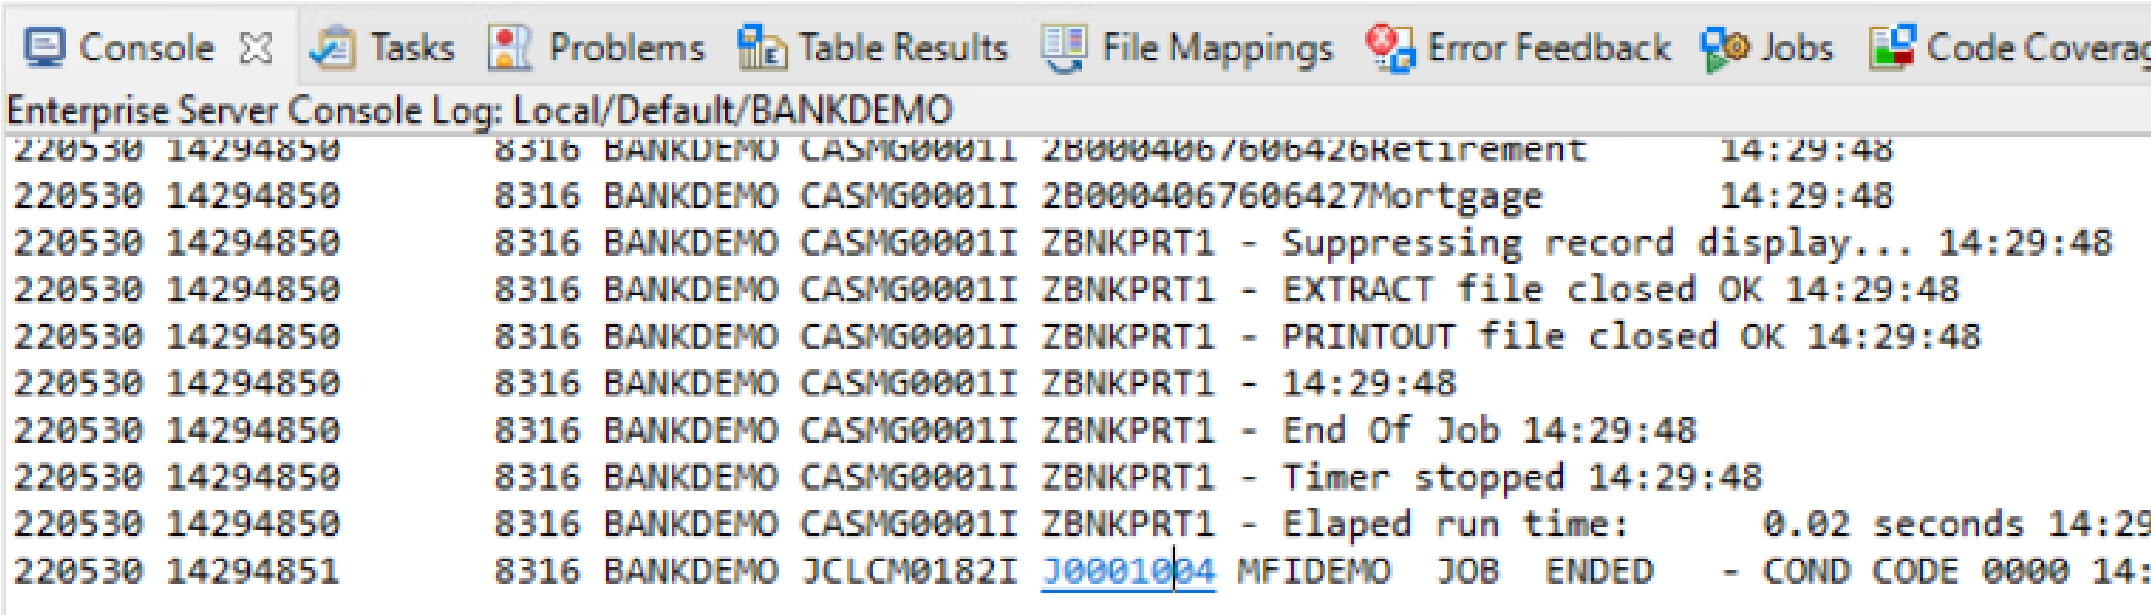 Console Tasks Problems Table Results File Mappings Error Feedback Jobs Code Coverag
Enterprise Server Console Log: Local/Default/BANKDEMO
220530 14294850 8316 BANKDEMO CASMG0001I 2B0004067606426Retirement 14:29:48
220530 14294850 8316 BANKDEMO CASMG0001I 2B0004067606427Mortgage 14:29:48
220530 14294850 8316 BANKDEMO CASMG0001I ZBNKPRT1 - Suppressing record display... 14:29:48
220530 14294850 8316 BANKDEMO CASMG0001I ZBNKPRT1 - EXTRACT file closed OK 14:29:48
220530 14294850 8316 BANKDEMO CASMG0001I ZBNKPRT1 - PRINTOUT file closed OK 14:29:48
220530 14294850 8316 BANKDEMO CASMG0001I ZBNKPRT1 - 14:29:48
220530 14294850 8316 BANKDEMO CASMG0001I ZBNKPRT1 - End Of Job 14:29:48
220530 14294850 8316 BANKDEMO CASMG0001I ZBNKPRT1 - Timer stopped 14:29:48
220530 14294850 8316 BANKDEMO CASMG0001I ZBNKPRT1 - Elaped run time: 0.02 seconds 14:29
220530 14294851 8316 BANKDEMO JCLCM0182I J0001004 MFIDEMO JOB ENDED - COND CODE 0000 14: